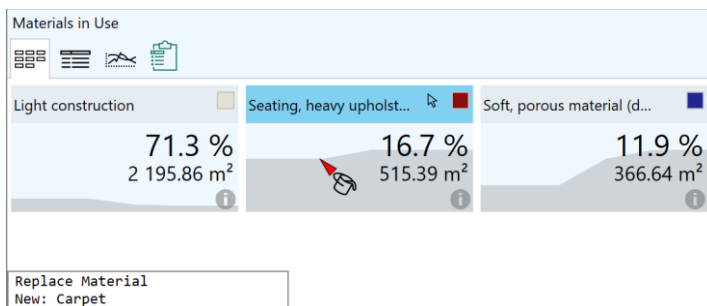 Materials in Use
Light construction
71.3 %
2 195.86 m²
Seating, heavy upholst...
16.7 %
515.39 m²
Soft, porous material (d...
11.9 %
366.64 m²
Replace Material
New: Carpet